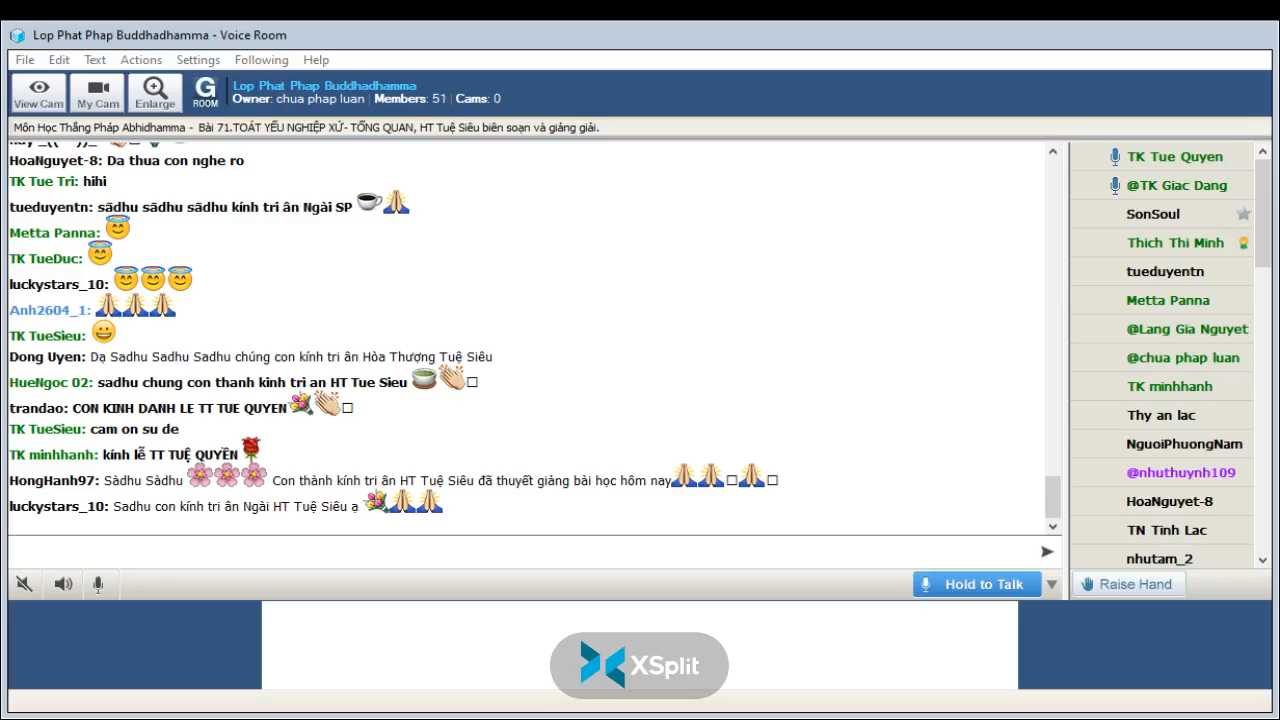 Lop Phat Phap Buddhadhamma - Voice Room
File Edit Text Actions Settings Following Help
View Cam My Cam Enlarge G ROOM
Lop Phat Phap Buddhadhamma
Owner: chua phap luan | Members: 51 | Cams: 0
Môn Học Thắng Pháp Abhidhamma - Bài 71.TOÁT YẾU NGHIỆP XỨ- TỔNG QUAN, HT Tuệ Siêu biên soạn và giảng giải.
HoaNguyet-8: Da thua con nghe ro
TK Tue Tri: hihi
tueduyentn: sādhu sādhu sādhu kính tri ân Ngài SP
Metta Panna:
TK TueDuc:
luckystars_10:
Anh2604_1:
TK TueSieu:
Dong Uyen: Dạ Sadhu Sadhu Sadhu chúng con kính tri ân Hòa Thượng Tuệ Siêu
HueNgoc 02: sadhu chung con thanh kinh tri an HT Tue Sieu
trandao: CON KINH DANH LE TT TUE QUYEN
TK TueSieu: cam on su de
TK minhhanh: kính lễ TT TUỆ QUYỀN
HongHanh97: Sàdhu Sàdhu Con thành kính tri ân HT Tuệ Siêu đã thuyết giảng bài học hôm nay
luckystars_10: Sadhu con kính tri ân Ngài HT Tuệ Siêu ạ
TK Tue Quyen
@TK Giac Dang
SonSoul
Thich Thi Minh
tueduyentn
Metta Panna
@Lang Gia Nguyet
@chua phap luan
TK minhhanh
Thy an lac
NguoiPhuongNam
@nhuthuynh109
HoaNguyet-8
TN Tinh Lac
nhutam_2
Hold to Talk
Raise Hand
XSplit